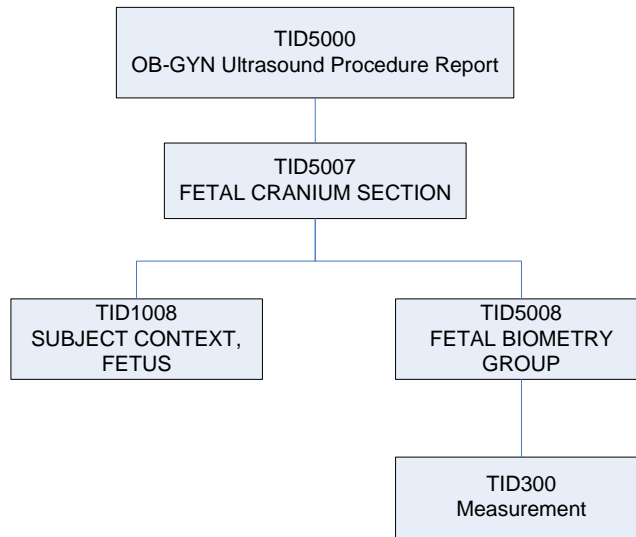 TID5000
OB-GYN Ultrasound Procedure Report
TID5007
FETAL CRANIUM SECTION
TID1008
SUBJECT CONTEXT,
FETUS
TID5008
FETAL BIOMETRY
GROUP
TID300
Measurement